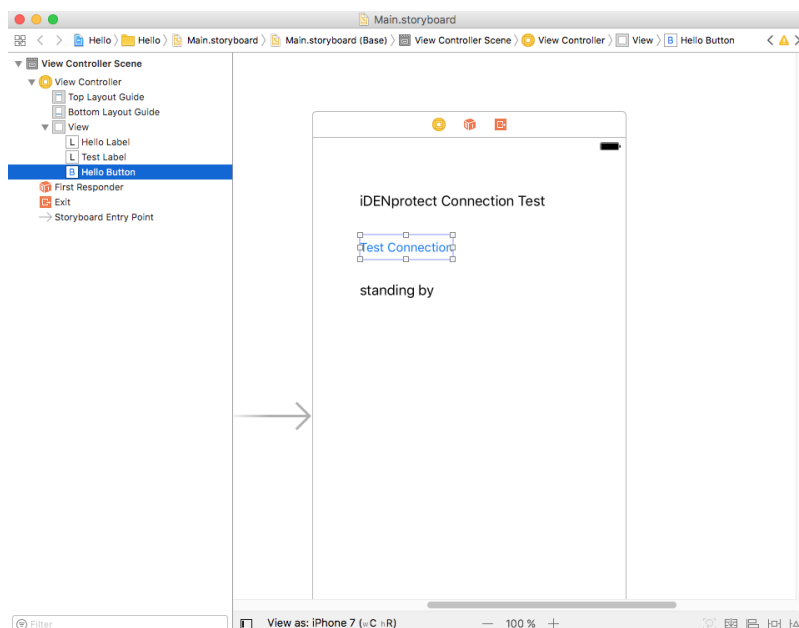 Main.storyboard
Hello Hello Main.storyboard Main.storyboard (Base) View Controller Scene View Controller View B Hello Button
View Controller Scene
View Controller
Top Layout Guide
Bottom Layout Guide
View
L Hello Label
L Test Label
B Hello Button
First Responder
Exit
Storyboard Entry Point
iDENprotect Connection Test
Test Connection
standing by
Filter
View as: iPhone 7 (wC hR)
— 100 % +